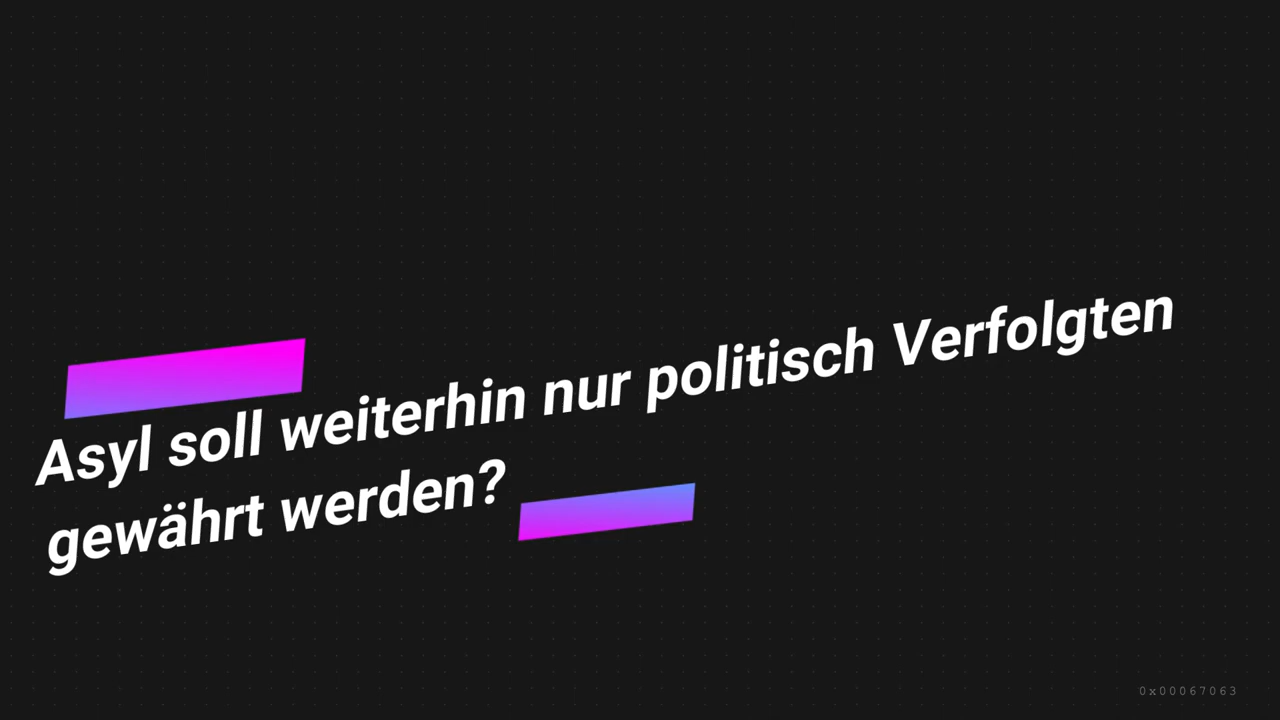 Asyl soll weiterhin nur politisch Verfolgten
gewährt werden?
0x00067063